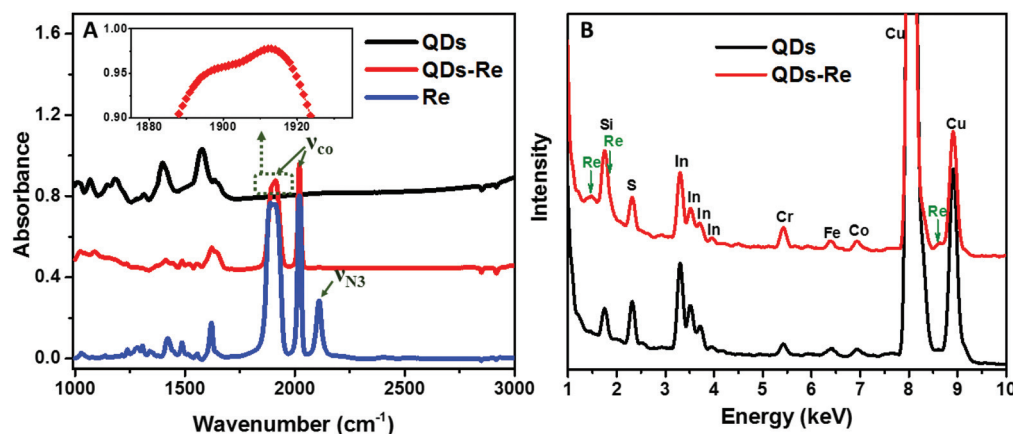 A
QDs
QDs-Re
Re
1.00
0.95
0.90
1880
1900
1920
νco
νN3
1.6
1.2
0.8
0.4
0.0
Absorbance
1000
1500
2000
2500
3000
Wavenumber (cm⁻¹)
B
QDs
QDs-Re
Cu
Si
Re
Re
S
In
In
In
In
Cr
Fe
Co
Re
Cu
Intensity
1 2 3 4 5 6 7 8 9 10
Energy (keV)